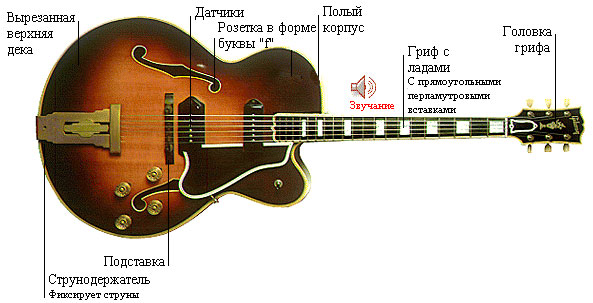 Вырезанная
верхняя
дека
Датчики
Розетка в форме
буквы "f"
Полый
корпус
Звучание
Гриф с
ладами
С прямоугольными
перламутровыми
вставками
Головка
грифа
Подставка
Струнодержатель
Фиксирует струны